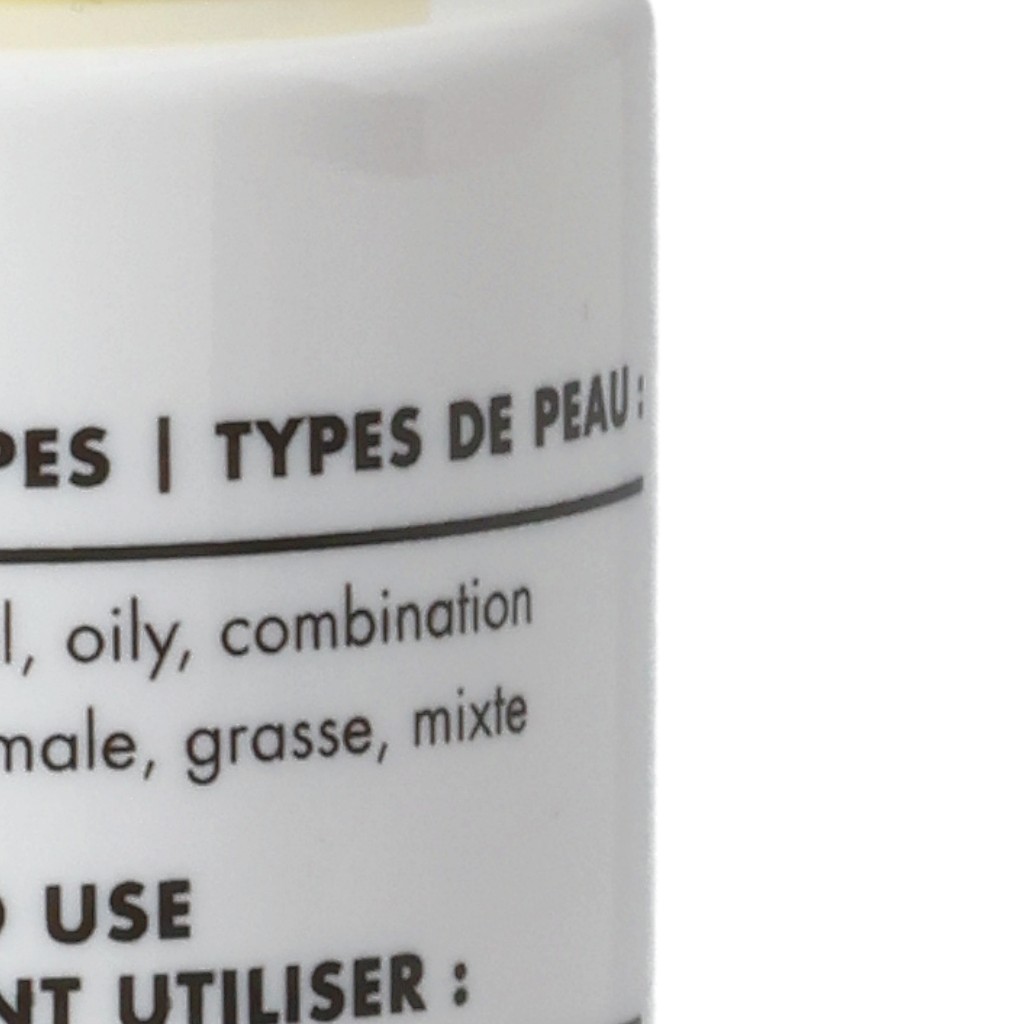 PES | TYPES DE PEAU :
l, oily, combination
male, grasse, mixte
USE
NT UTILISER :